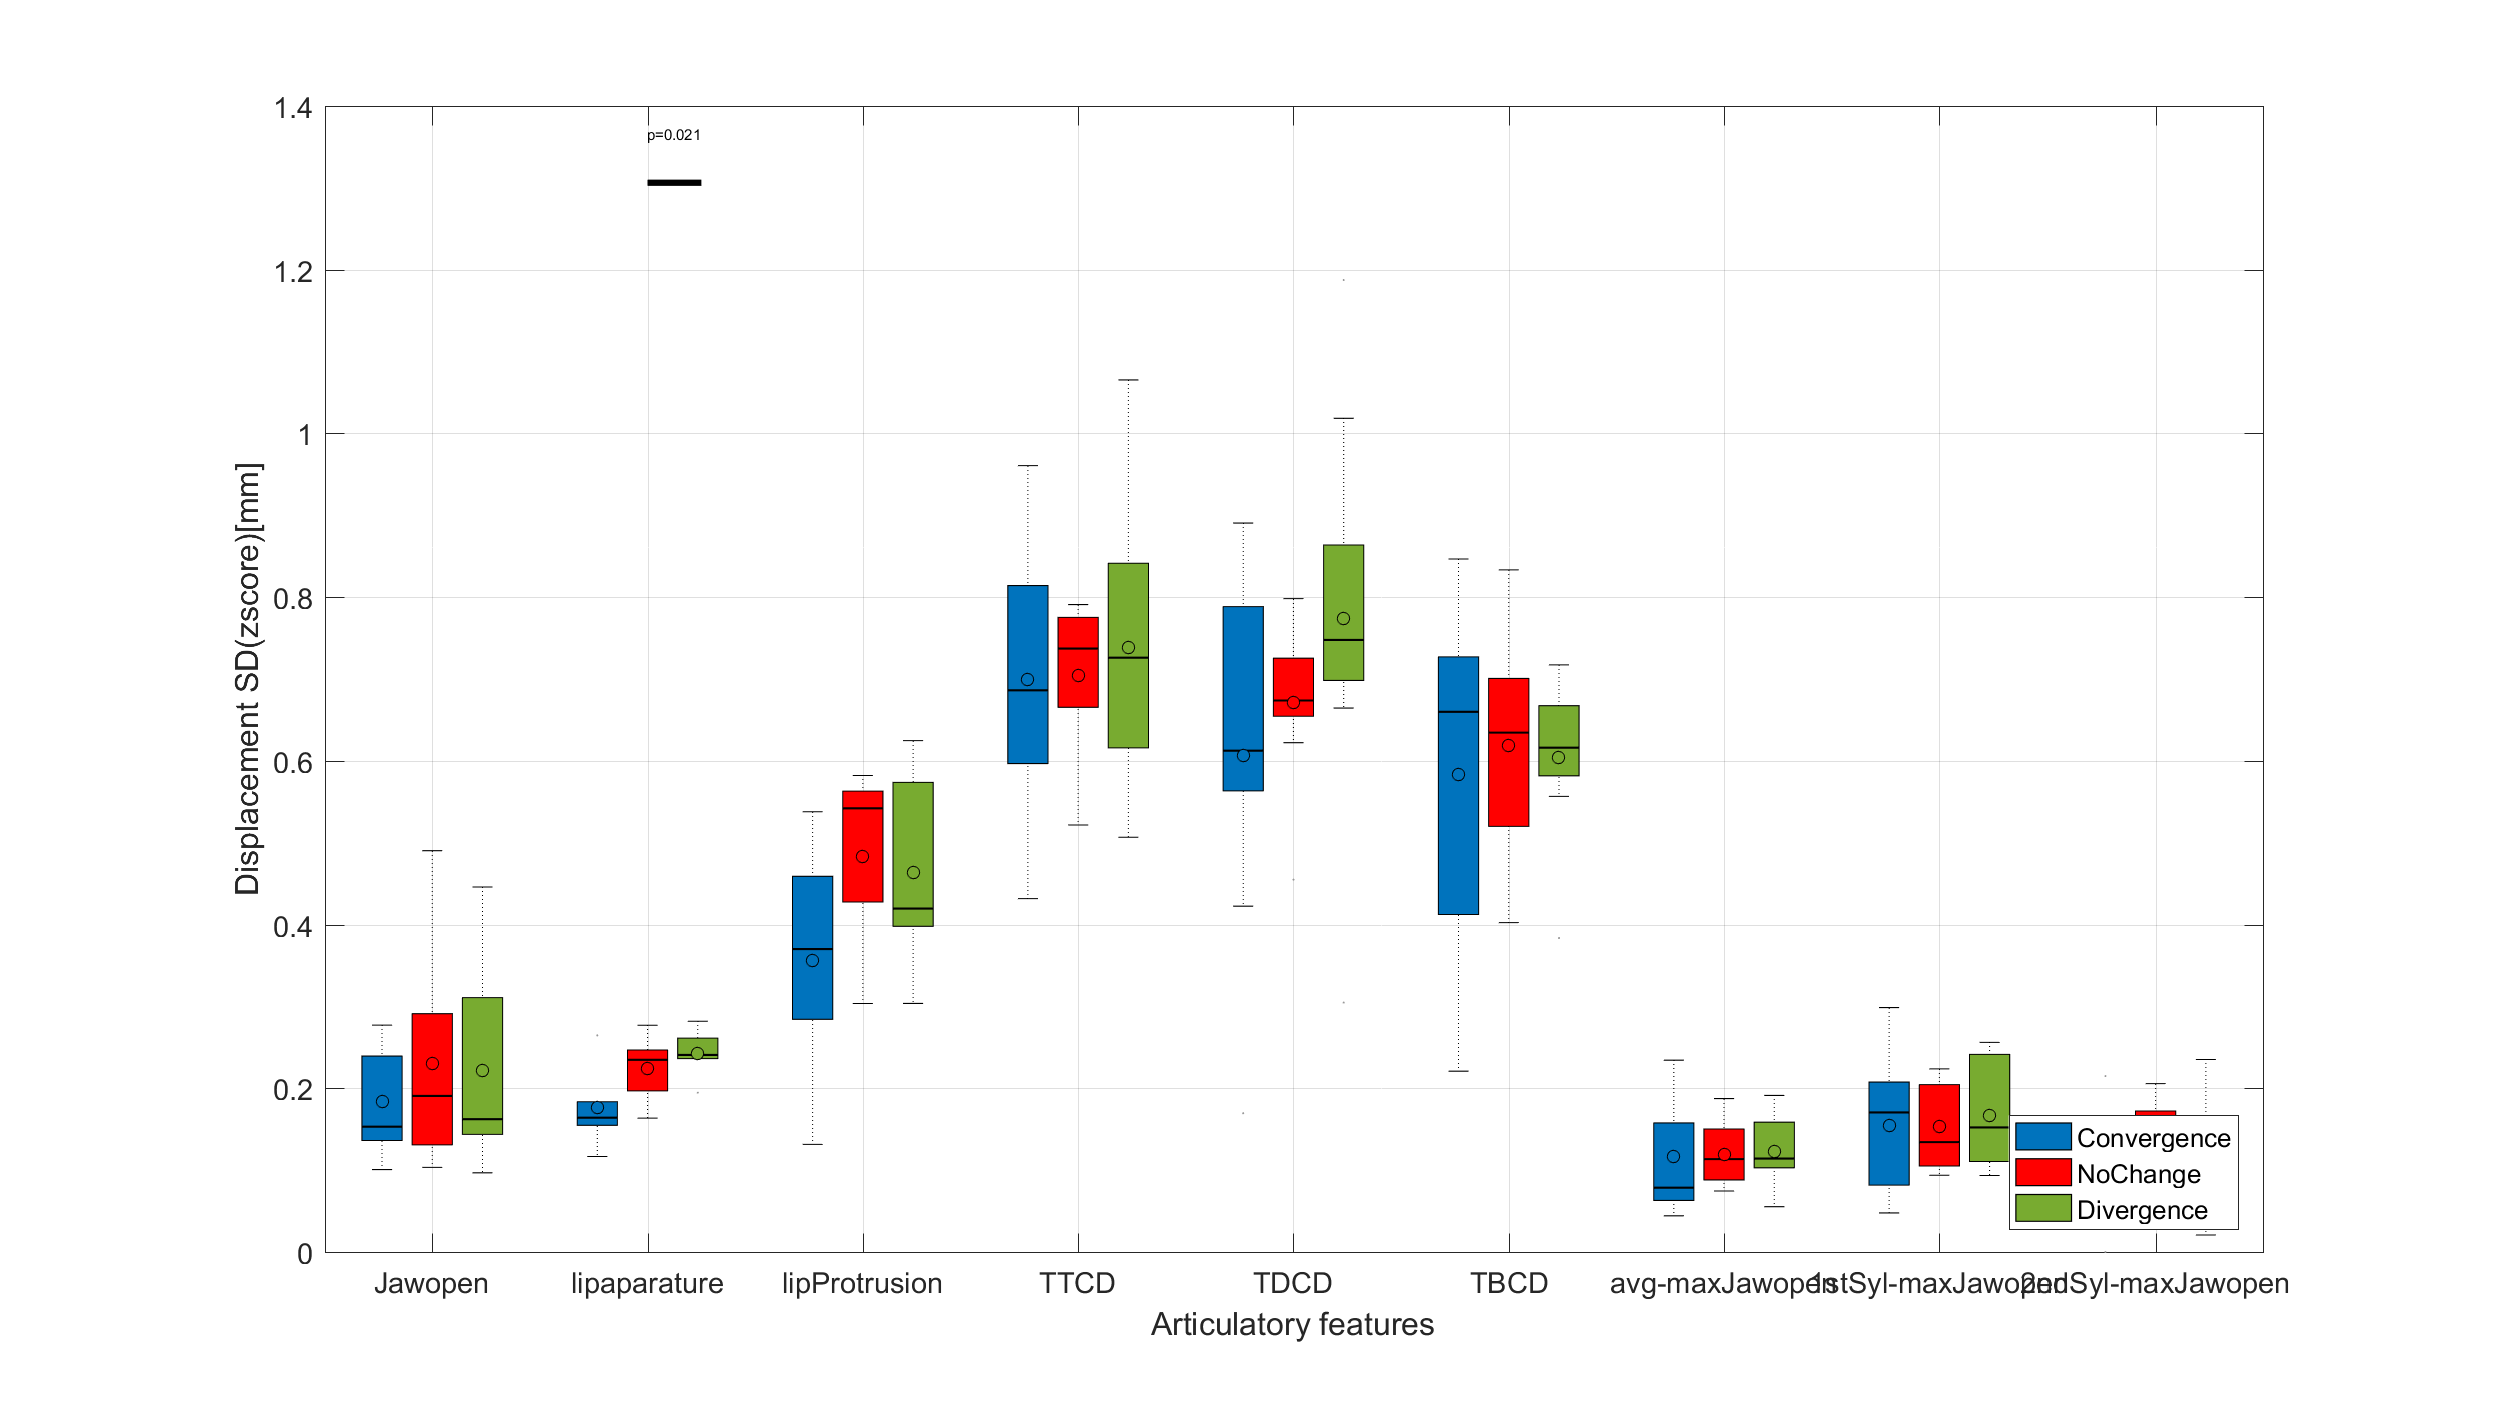 1.4
p=0.021
1.2
1
0.8
0.6
0.4
0.2
0
Displacement SD(zscore)[mm]
Convergence
NoChange
Divergence
Jawopen
lipaparature
lipProtrusion
TTCD
TDCD
TBCD
avg-maxJawopen
1stSyl-maxJawopen
2ndSyl-maxJawopen
Articulatory features